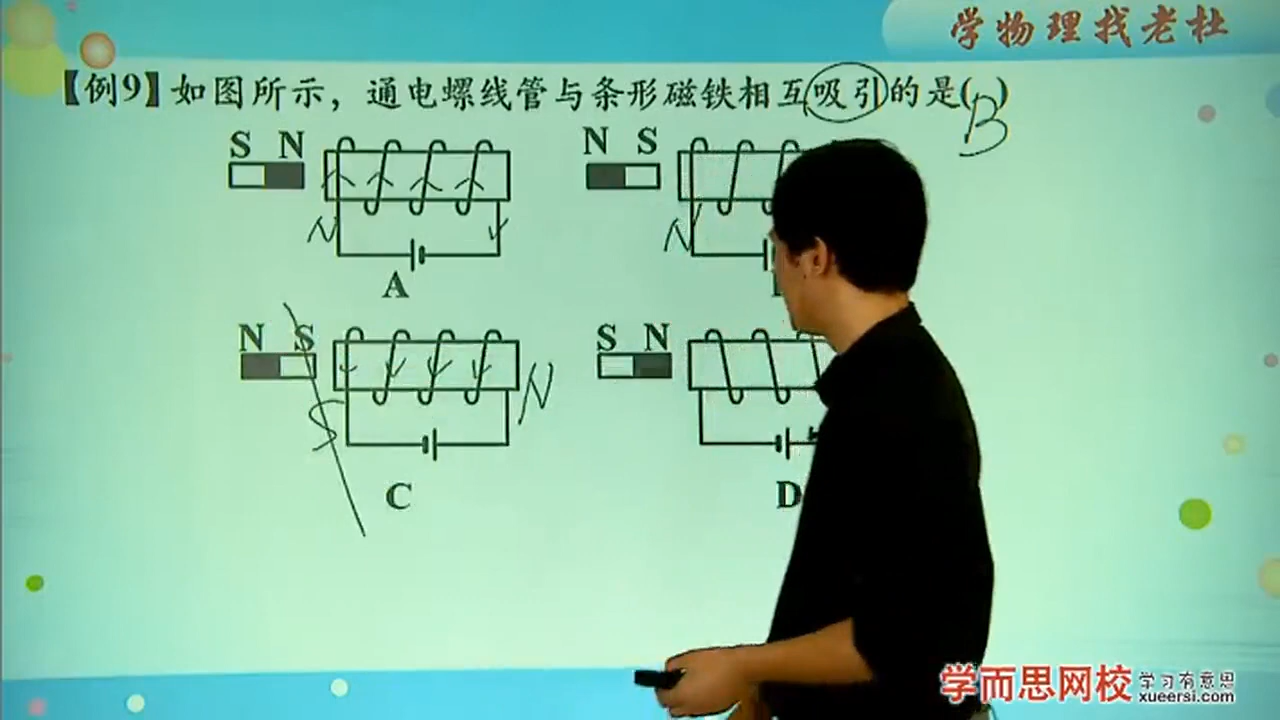 学物理找老杜
【例9】如图所示，通电螺线管与条形磁铁相互吸引的是(B)
S N N S
N N
A
N S S N
S N
C D
学而思网校 学习有意思
xueersi.com